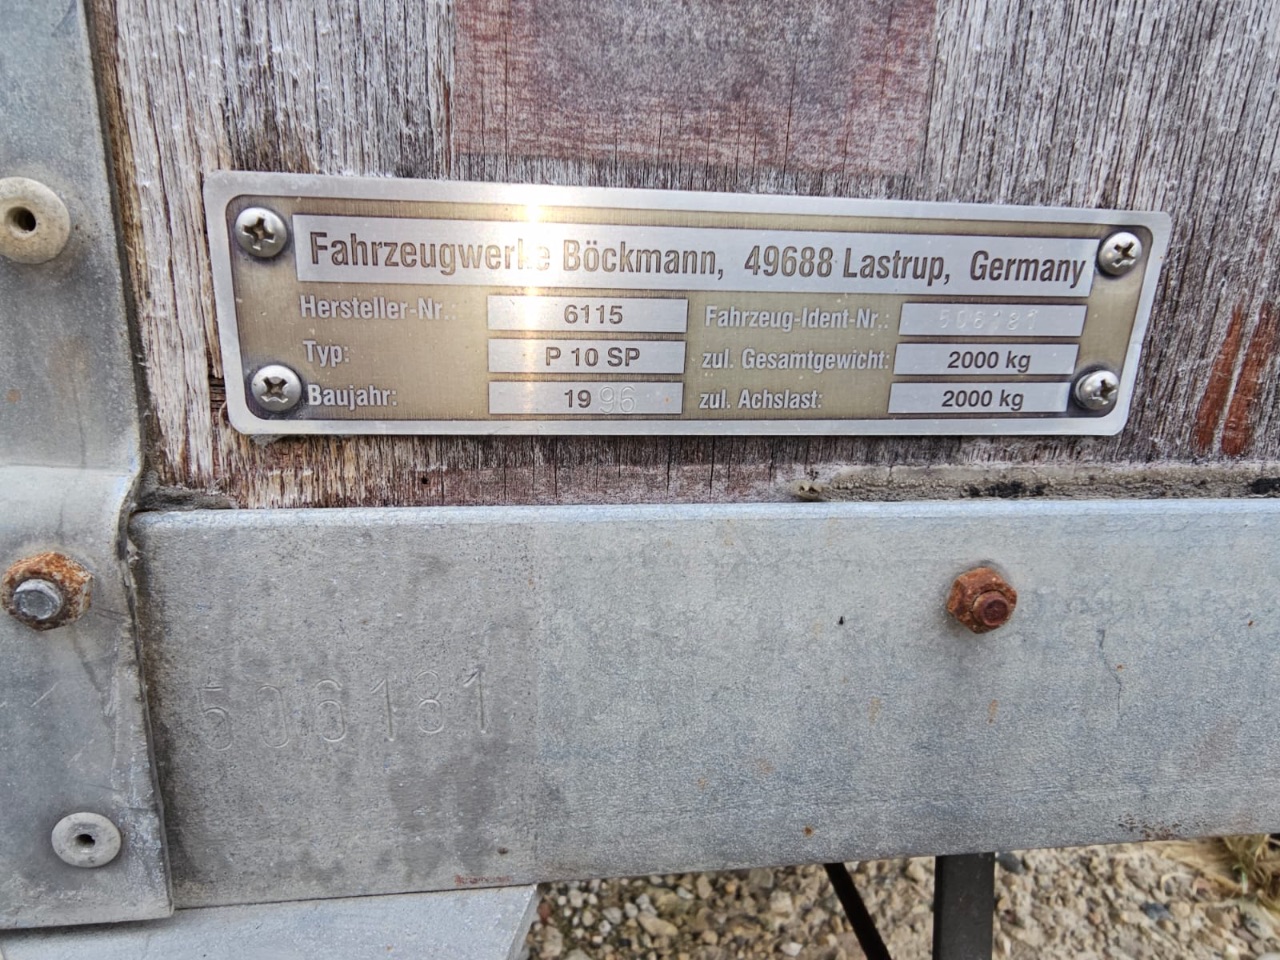 Fahrzeugwerke Böckmann, 49688 Lastrup, Germany
Hersteller-Nr.: 6115 Fahrzeug-Ident-Nr.: 506181
Typ: P 10 SP zul. Gesamtgewicht: 2000 kg
Baujahr: 1996 zul. Achslast: 2000 kg
506181